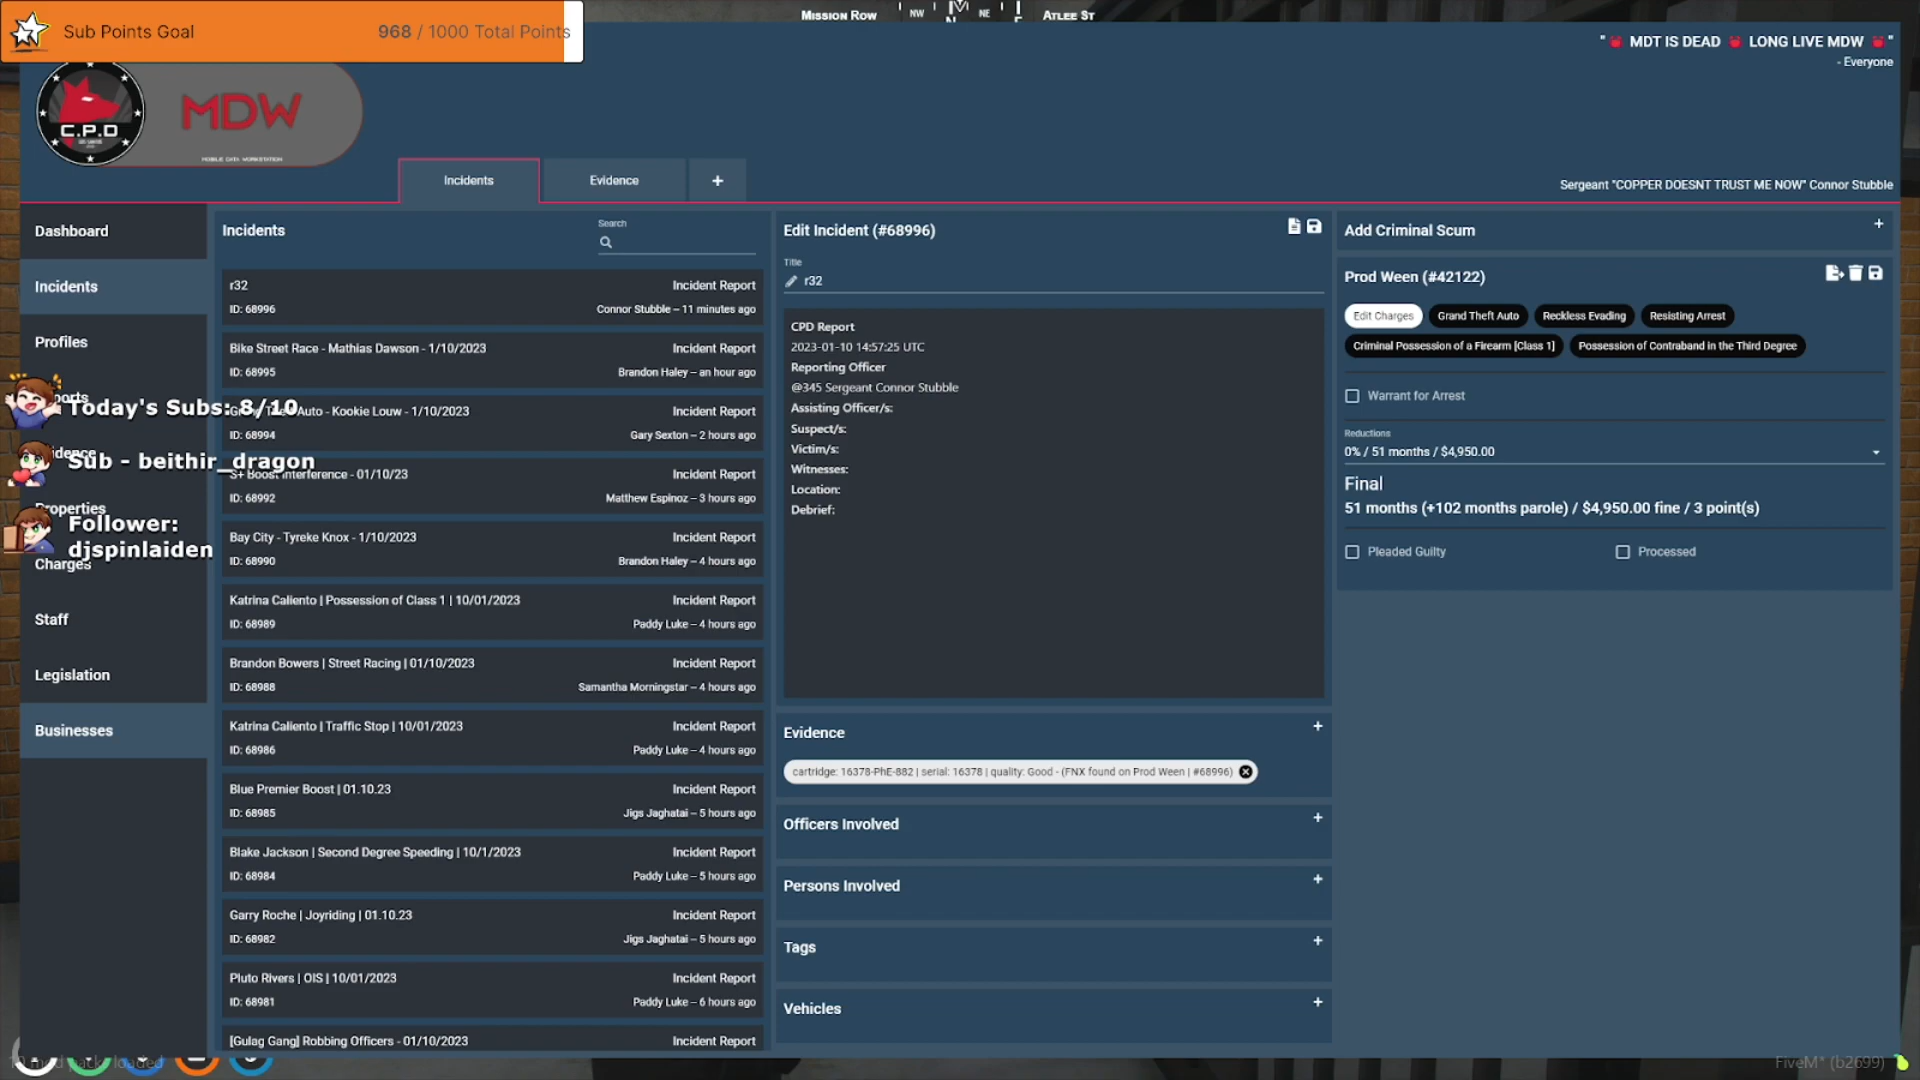 Sub Points Goal
968 / 1000 Total Points
Mission Row
NW
N
NE
Atlee St
" MDT IS DEAD LONG LIVE MDW "
- Everyone
C.P.D
MDW
MOBILE DATA WORKSTATION
Incidents
Evidence
+
Sergeant "COPPER DOESNT TRUST ME NOW" Connor Stubble
Dashboard
Incidents
Profiles
Properties
Charges
Staff
Legislation
Businesses
Today's Subs: 8/10
Sub - beithir_dragon
Follower:
djspinlaiden
Incidents
Search
r32
Incident Report
ID: 68996
Connor Stubble – 11 minutes ago
Bike Street Race - Mathias Dawson - 1/10/2023
Incident Report
ID: 68995
Brandon Haley – an hour ago
Auto - Kookie Louw - 1/10/2023
Incident Report
ID: 68994
Gary Sexton – 2 hours ago
S+ Boost Interference - 01/10/23
Incident Report
ID: 68992
Matthew Espinoz – 3 hours ago
Bay City - Tyreke Knox - 1/10/2023
Incident Report
ID: 68990
Brandon Haley – 4 hours ago
Katrina Caliento | Possession of Class 1 | 10/01/2023
Incident Report
ID: 68989
Paddy Luke – 4 hours ago
Brandon Bowers | Street Racing | 01/10/2023
Incident Report
ID: 68988
Samantha Morningstar – 4 hours ago
Katrina Caliento | Traffic Stop | 10/01/2023
Incident Report
ID: 68986
Paddy Luke – 4 hours ago
Blue Premier Boost | 01.10.23
Incident Report
ID: 68985
Jigs Jaghatai – 5 hours ago
Blake Jackson | Second Degree Speeding | 10/1/2023
Incident Report
ID: 68984
Paddy Luke – 5 hours ago
Garry Roche | Joyriding | 01.10.23
Incident Report
ID: 68982
Jigs Jaghatai – 5 hours ago
Pluto Rivers | OIS | 10/01/2023
Incident Report
ID: 68981
Paddy Luke – 6 hours ago
[Gulag Gang] Robbing Officers - 01/10/2023
Incident Report
Edit Incident (#68996)
Title
r32
CPD Report
2023-01-10 14:57:25 UTC
Reporting Officer
@345 Sergeant Connor Stubble
Assisting Officer/s:
Suspect/s:
Victim/s:
Witnesses:
Location:
Debrief:
Evidence
+
cartridge: 16378-PhE-882 | serial: 16378 | quality: Good - (FNX found on Prod Ween | #68996)
Officers Involved
+
Persons Involved
+
Tags
+
Vehicles
+
Add Criminal Scum
+
Prod Ween (#42122)
Edit Charges
Grand Theft Auto
Reckless Evading
Resisting Arrest
Criminal Possession of a Firearm [Class 1]
Possession of Contraband in the Third Degree
Warrant for Arrest
Reductions
0% / 51 months / $4,950.00
Final
51 months (+102 months parole) / $4,950.00 fine / 3 point(s)
Pleaded Guilty
Processed
loaded
FiveM* (b2699)